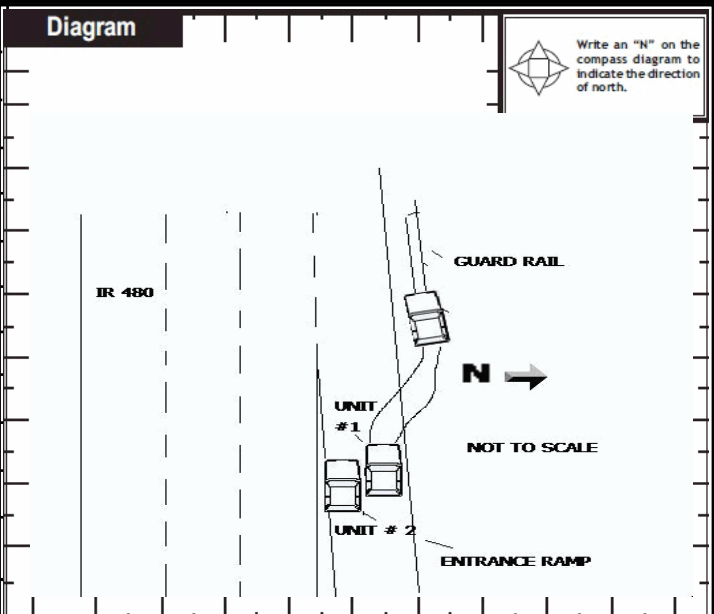 Diagram
Write an “N” on the
compass diagram to
indicate the direction
of north.
GUARD RAIL
IR 480
N
UNIT
#1
NOT TO SCALE
UNIT # 2
ENTRANCE RAMP